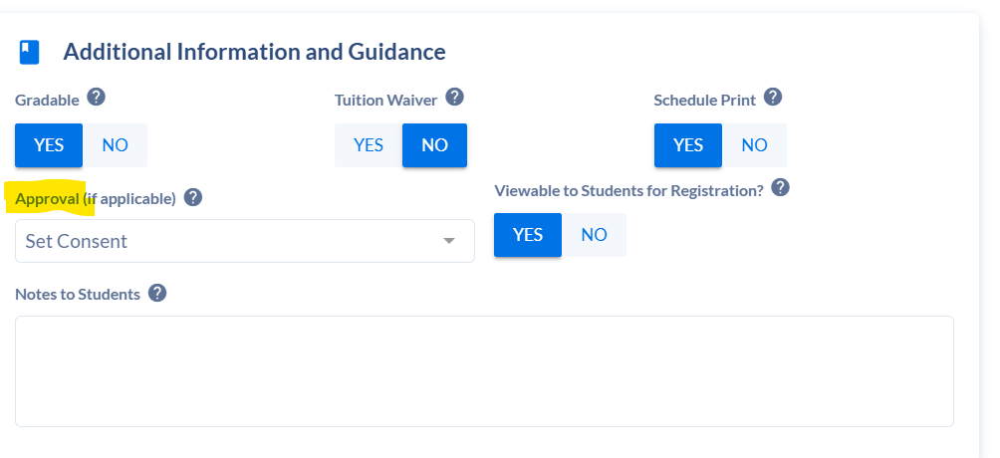 Additional Information and Guidance
Gradable ? Tuition Waiver ? Schedule Print ?
YES NO YES NO YES NO
Approval (if applicable) ? Viewable to Students for Registration? ?
Set Consent YES NO
Notes to Students ?